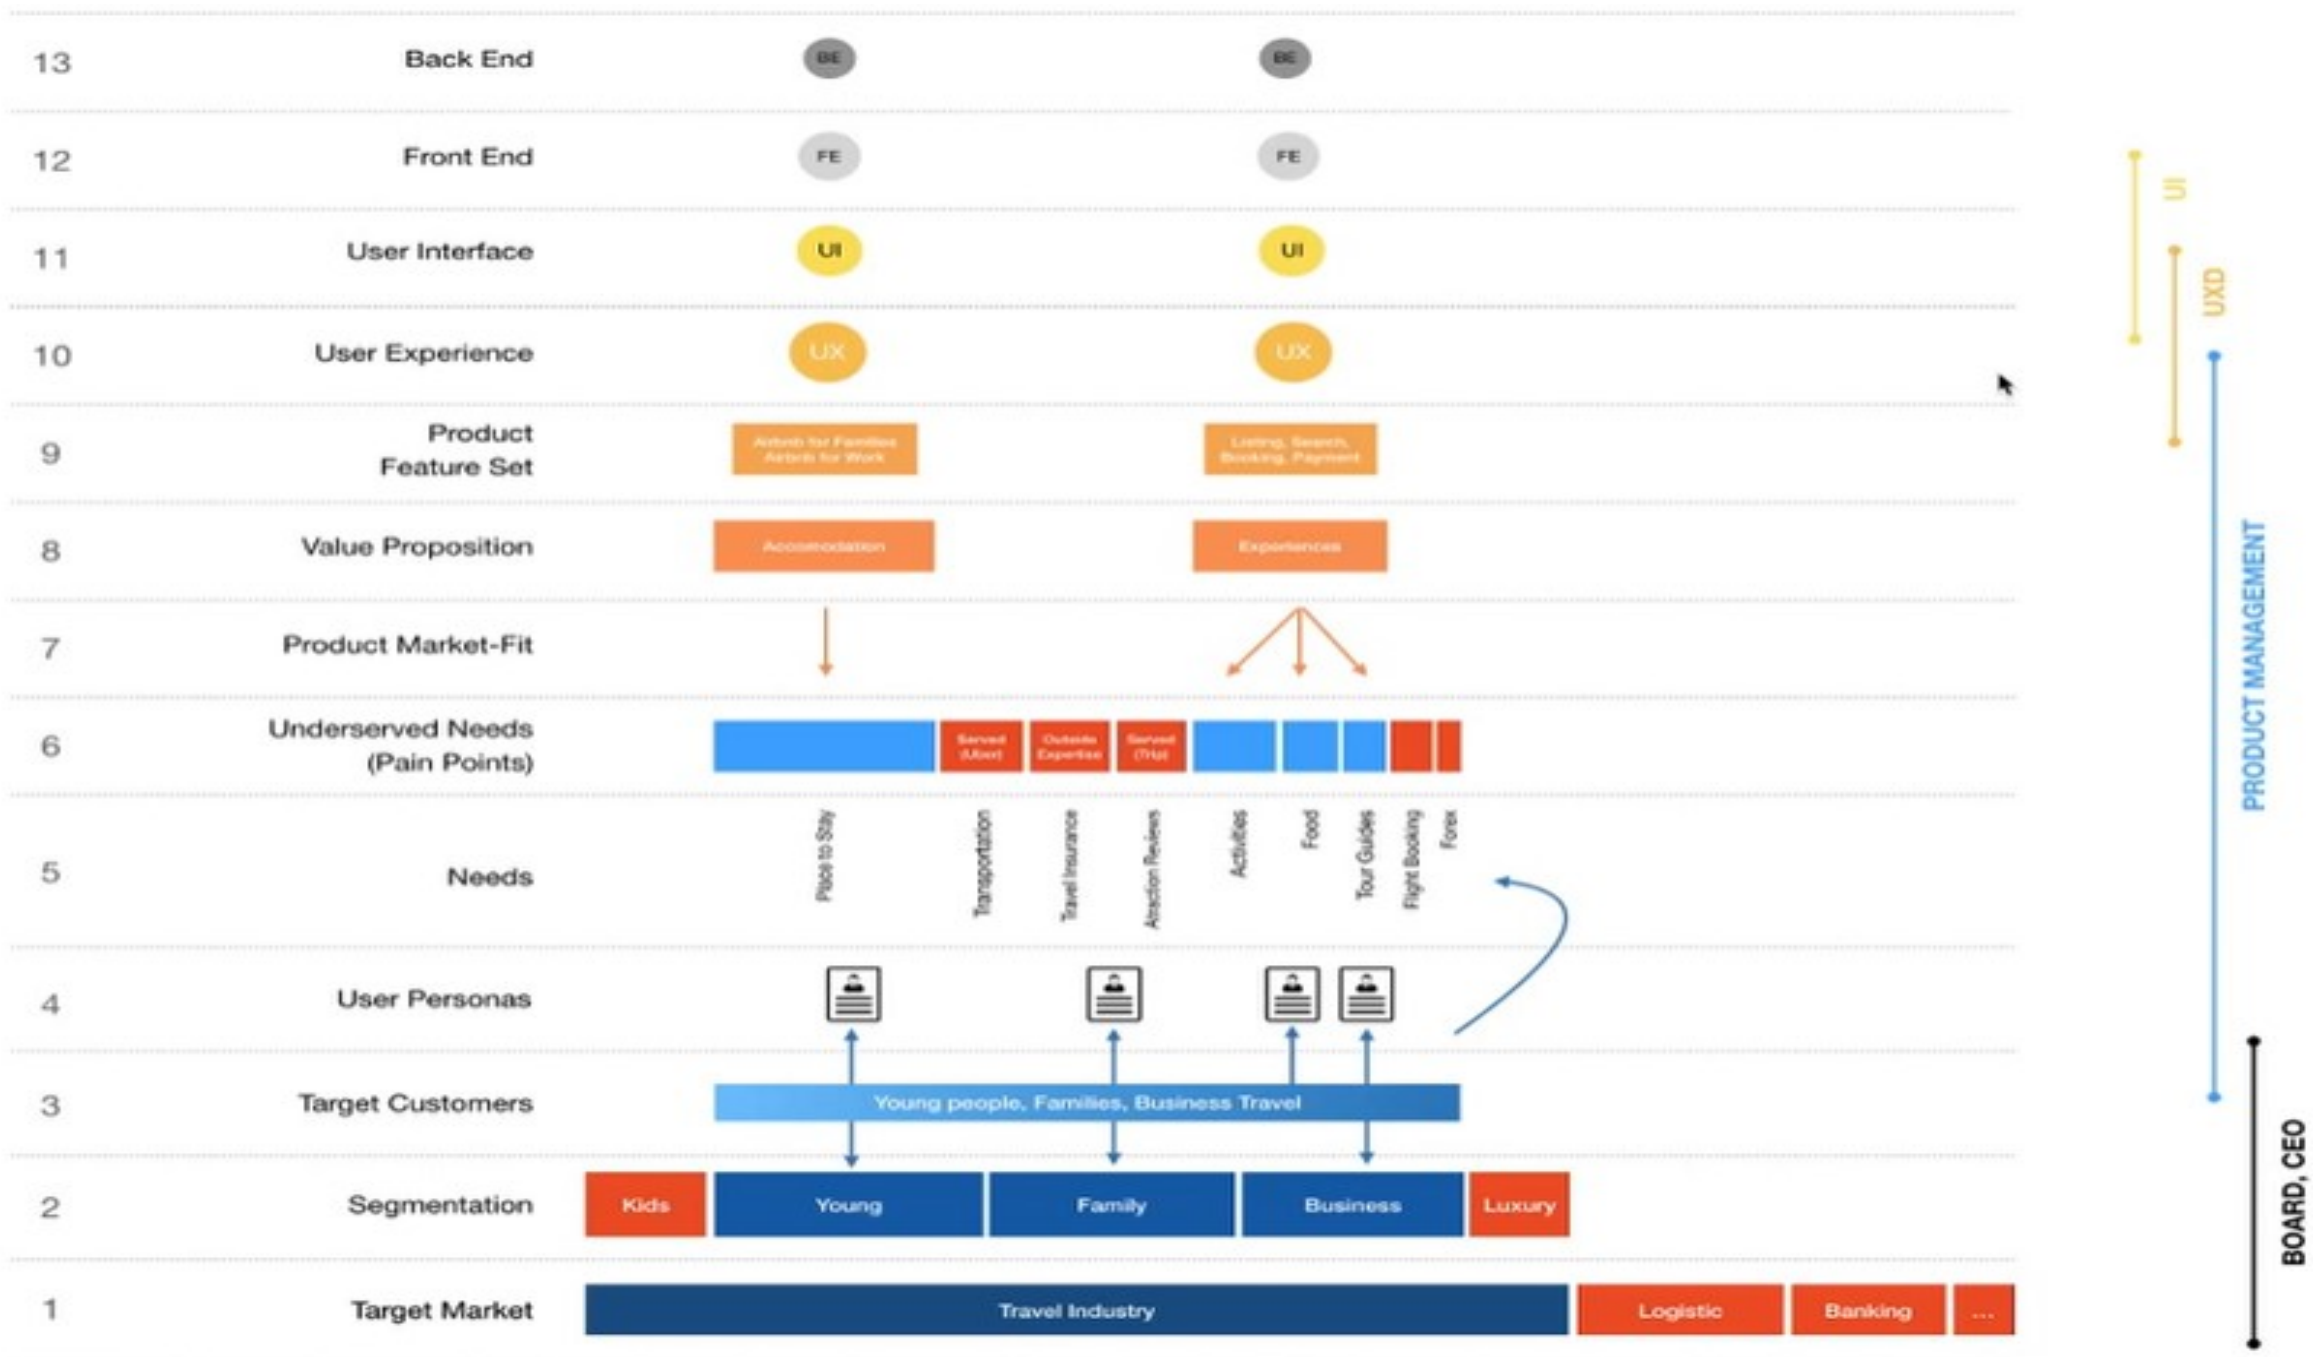 13
Back End
BE
BE
12
Front End
FE
FE
UI
11
User Interface
UI
UI
UXD
10
User Experience
UX
UX
9
Product
Feature Set
Airbnb for Families
Airbnb for Work
Listing, Search,
Booking, Payment
8
Value Proposition
Accomodation
Experiences
PRODUCT MANAGEMENT
7
Product Market-Fit
6
Underserved Needs
(Pain Points)
Served
(Uber)
Outside
Expertise
Served
5
Needs
Place to Stay
Transportation
Travel Insurance
Atraction Reviews
Activities
Food
Tour Guides
Flight Booking
Forex
4
User Personas
3
Target Customers
Young people, Families, Business Travel
2
Segmentation
Kids
Young
Family
Business
Luxury
BOARD, CEO
1
Target Market
Travel Industry
Logistic
Banking
...